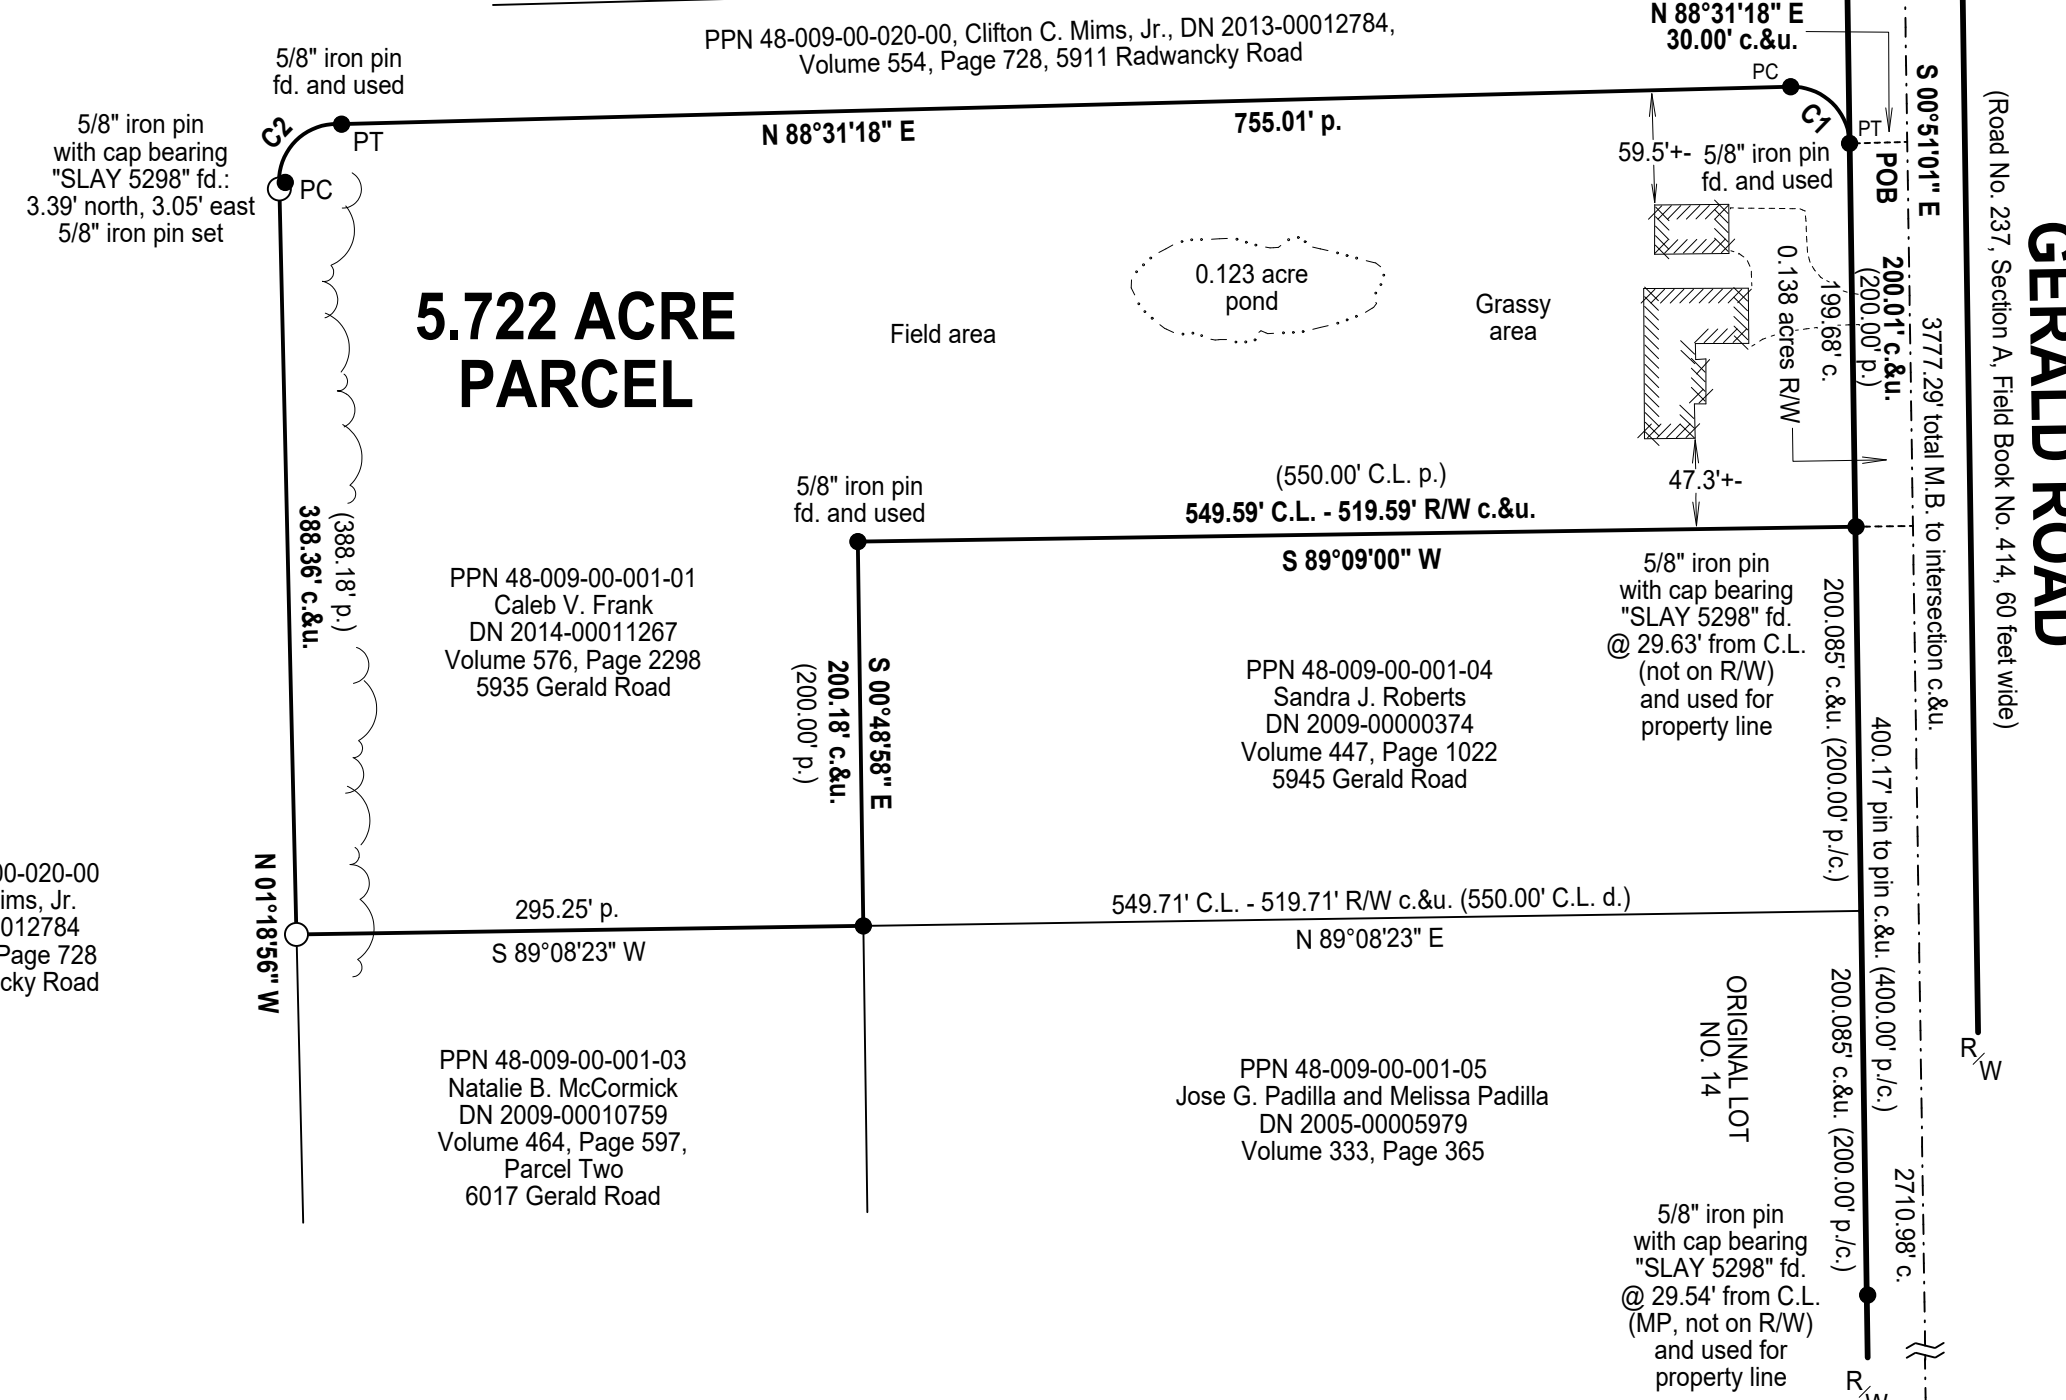 PPN 48-009-00-020-00, Clifton C. Mims, Jr., DN 2013-00012784,
Volume 554, Page 728, 5911 Radwancky Road
N 88°31'18" E
30.00' c.&u.
5/8" iron pin
fd. and used
5/8" iron pin
with cap bearing
"SLAY 5298" fd.:
3.39' north, 3.05' east
5/8" iron pin set
C2
PT
PC
N 88°31'18" E
755.01' p.
PC
C1
PT
POB
59.5'+-
5/8" iron pin
fd. and used
S 00°51'01" E
3777.29' total M.B. to intersection c.&u.
(Road No. 237, Section A, Field Book No. 414, 60 feet wide)
GERALD ROAD
200.01' c.&u.
(200.00' p.)
199.68' c.
0.138 acres R/W
5.722 ACRE
PARCEL
Field area
0.123 acre
pond
Grassy
area
47.3'+-
388.36' c.&u.
(388.18' p.)
N 01°18'56" W
5/8" iron pin
fd. and used
(550.00' C.L. p.)
549.59' C.L. - 519.59' R/W c.&u.
S 89°09'00" W
PPN 48-009-00-001-01
Caleb V. Frank
DN 2014-00011267
Volume 576, Page 2298
5935 Gerald Road
S 00°48'58" E
200.18' c.&u.
(200.00' p.)
PPN 48-009-00-001-04
Sandra J. Roberts
DN 2009-00000374
Volume 447, Page 1022
5945 Gerald Road
5/8" iron pin
with cap bearing
"SLAY 5298" fd.
@ 29.63' from C.L.
(not on R/W)
and used for
property line
200.085' c.&u. (200.00' p./c.)
400.17' pin to pin c.&u. (400.00' p./c.)
00-020-00
ims, Jr.
012784
Page 728
cky Road
295.25' p.
S 89°08'23" W
549.71' C.L. - 519.71' R/W c.&u. (550.00' C.L. d.)
N 89°08'23" E
PPN 48-009-00-001-03
Natalie B. McCormick
DN 2009-00010759
Volume 464, Page 597,
Parcel Two
6017 Gerald Road
PPN 48-009-00-001-05
Jose G. Padilla and Melissa Padilla
DN 2005-00005979
Volume 333, Page 365
ORIGINAL LOT
NO. 14
200.085' c.&u. (200.00' p./c.)
2710.98' c.
R/W
5/8" iron pin
with cap bearing
"SLAY 5298" fd.
@ 29.54' from C.L.
(MP, not on R/W)
and used for
property line
R/W